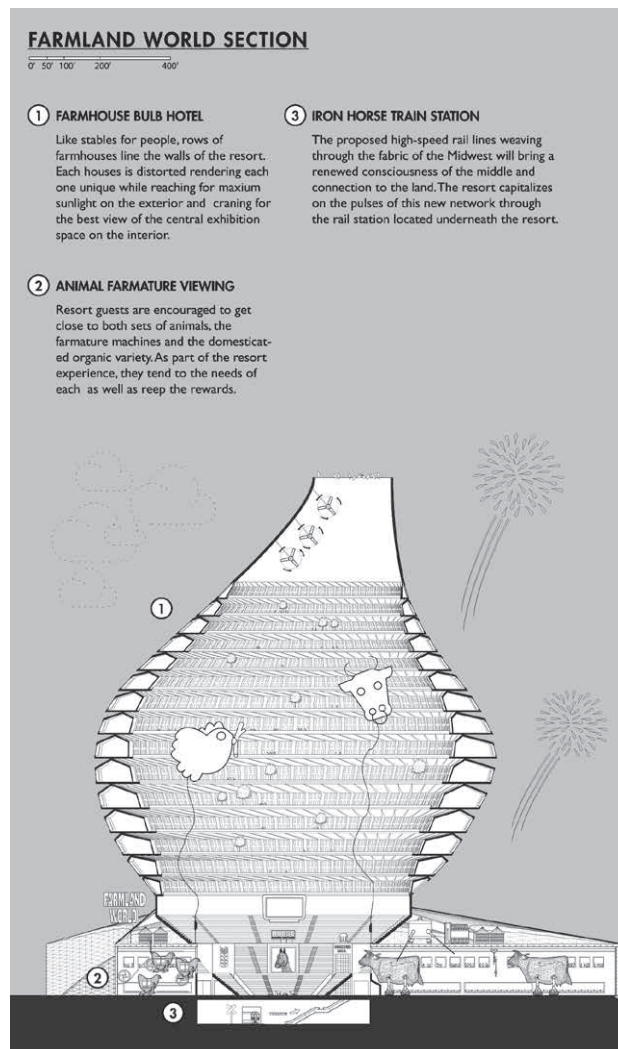 FARMLAND WORLD SECTION
0' 50' 100' 200' 400'
1 FARMHOUSE BULB HOTEL
Like stables for people, rows of
farmhouses line the walls of the resort.
Each houses is distorted rendering each
one unique while reaching for maxium
sunlight on the exterior and craning for
the best view of the central exhibition
space on the interior.
2 ANIMAL FARMATURE VIEWING
Resort guests are encouraged to get
close to both sets of animals, the
farmature machines and the domesticat-
ed organic variety. As part of the resort
experience, they tend to the needs of
each as well as reep the rewards.
3 IRON HORSE TRAIN STATION
The proposed high-speed rail lines weaving
through the fabric of the Midwest will bring a
renewed consciousness of the middle and
connection to the land. The resort capitalizes
on the pulses of this new network through
the rail station located underneath the resort.
1
FARMLAND
WORLD
2
3